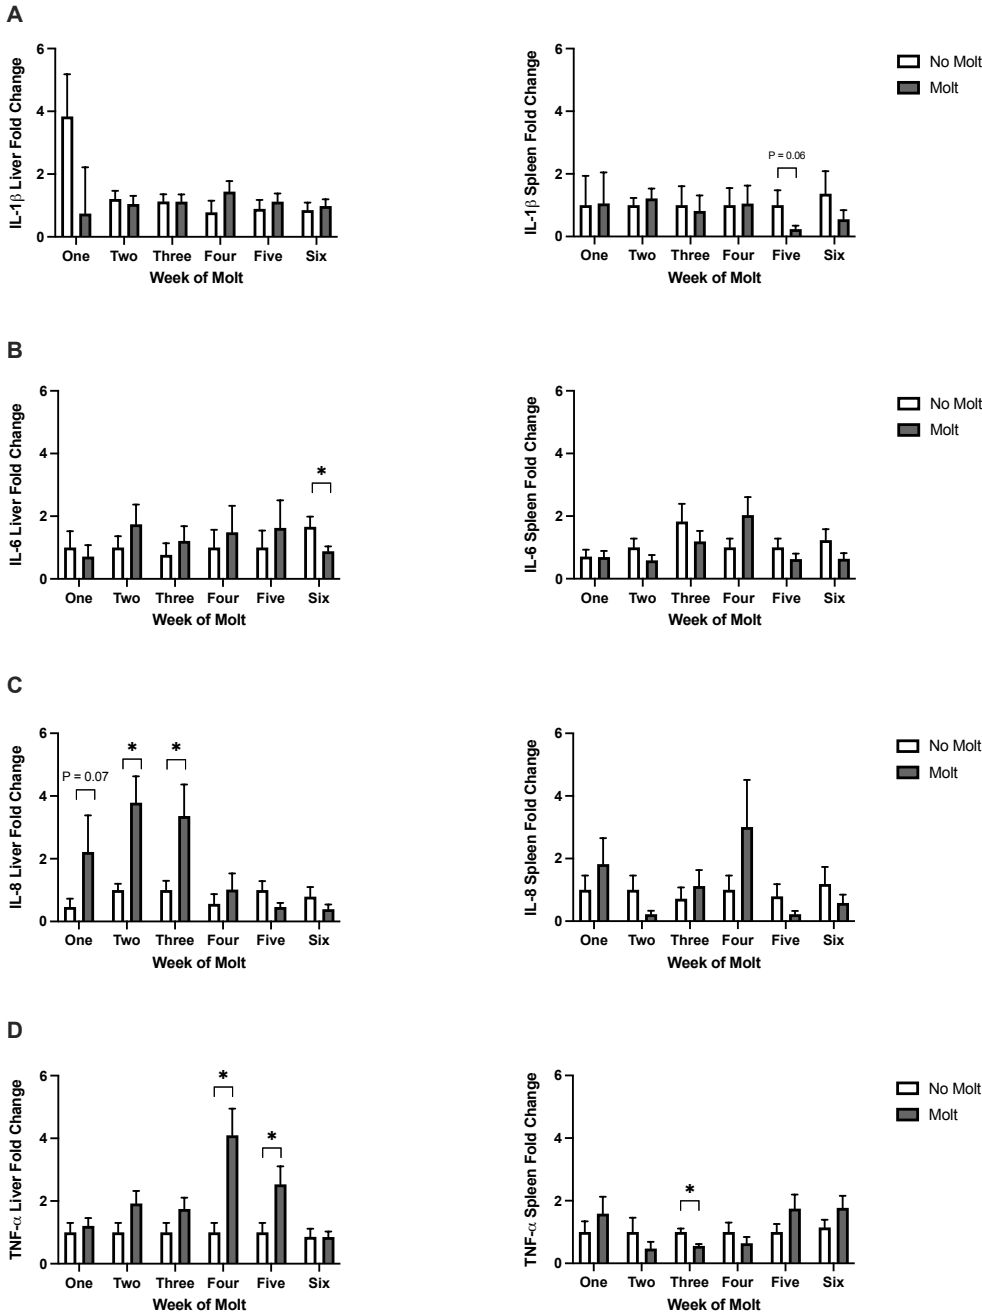 A
IL-1β Liver Fold Change
6
4
2
0
One Two Three Four Five Six
Week of Molt
IL-1β Spleen Fold Change
6
4
2
0
P = 0.06
One Two Three Four Five Six
Week of Molt
No Molt
Molt
B
IL-6 Liver Fold Change
6
4
2
0
*
One Two Three Four Five Six
Week of Molt
IL-6 Spleen Fold Change
6
4
2
0
One Two Three Four Five Six
Week of Molt
No Molt
Molt
C
IL-8 Liver Fold Change
6
4
2
0
P = 0.07
* *
One Two Three Four Five Six
Week of Molt
IL-8 Spleen Fold Change
6
4
2
0
One Two Three Four Five Six
Week of Molt
No Molt
Molt
D
TNF-α Liver Fold Change
6
4
2
0
*
*
One Two Three Four Five Six
Week of Molt
TNF-α Spleen Fold Change
6
4
2
0
*
One Two Three Four Five Six
Week of Molt
No Molt
Molt